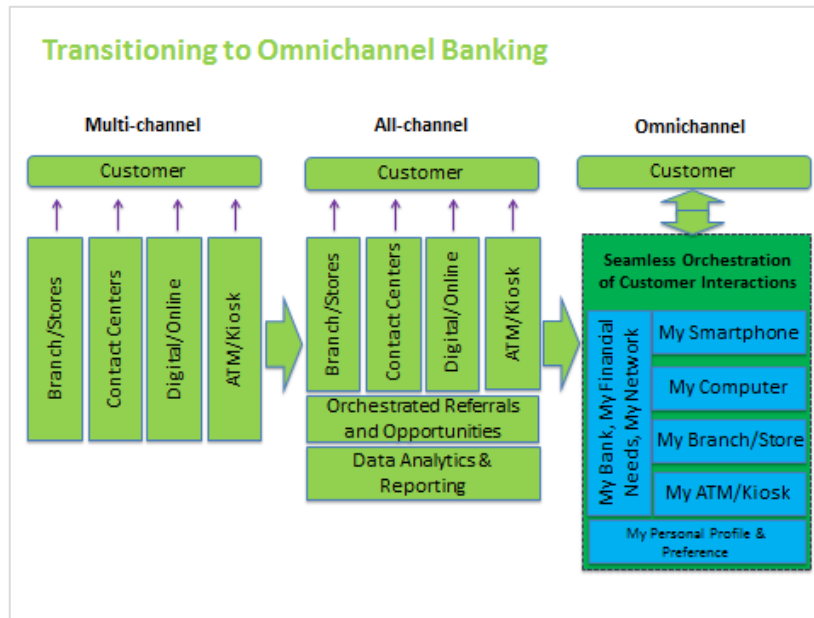 Transitioning to Omnichannel Banking
Multi-channel
Customer
Branch/Stores
Contact Centers
Digital/Online
ATM/Kiosk
All-channel
Customer
Branch/Stores
Contact Centers
Digital/Online
ATM/Kiosk
Orchestrated Referrals
and Opportunities
Data Analytics &
Reporting
Omnichannel
Customer
Seamless Orchestration
of Customer Interactions
My Bank, My Financial
Needs, My Network
My Smartphone
My Computer
My Branch/Store
My ATM/Kiosk
My Personal Profile &
Preference